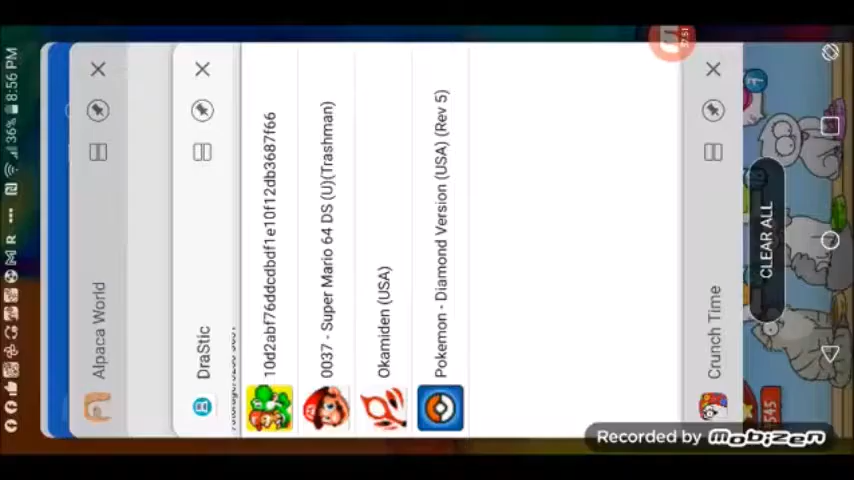 8:56 PM
36%
R
Alpaca World
DraStic
10d2abf76ddcdbdf1e10f12db3687f66
0037 - Super Mario 64 DS (U)(Trashman)
Okamiden (USA)
Pokemon - Diamond Version (USA) (Rev 5)
Crunch Time
CLEAR ALL
545
Recorded by mobizen